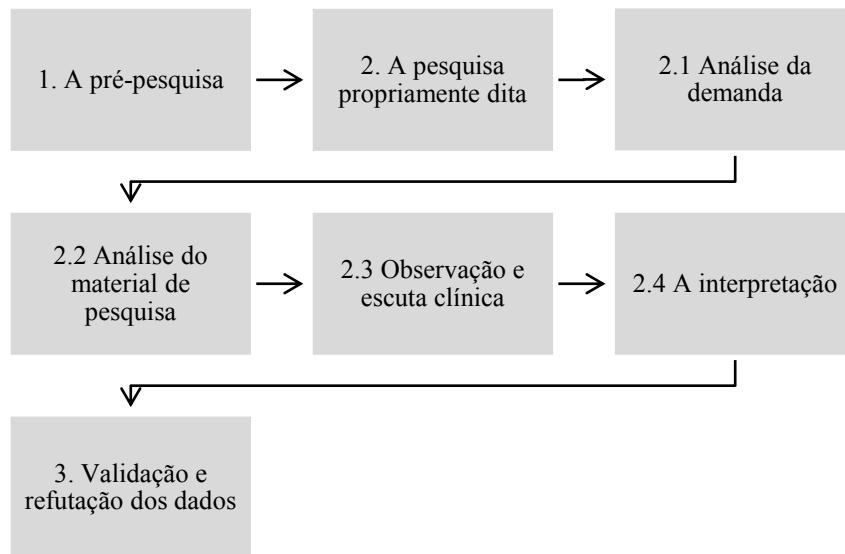 1. A pré-pesquisa
2. A pesquisa
propriamente dita
2.1 Análise da
demanda
2.2 Análise do
material de
pesquisa
2.3 Observação e
escuta clínica
2.4 A interpretação
3. Validação e
refutação dos dados